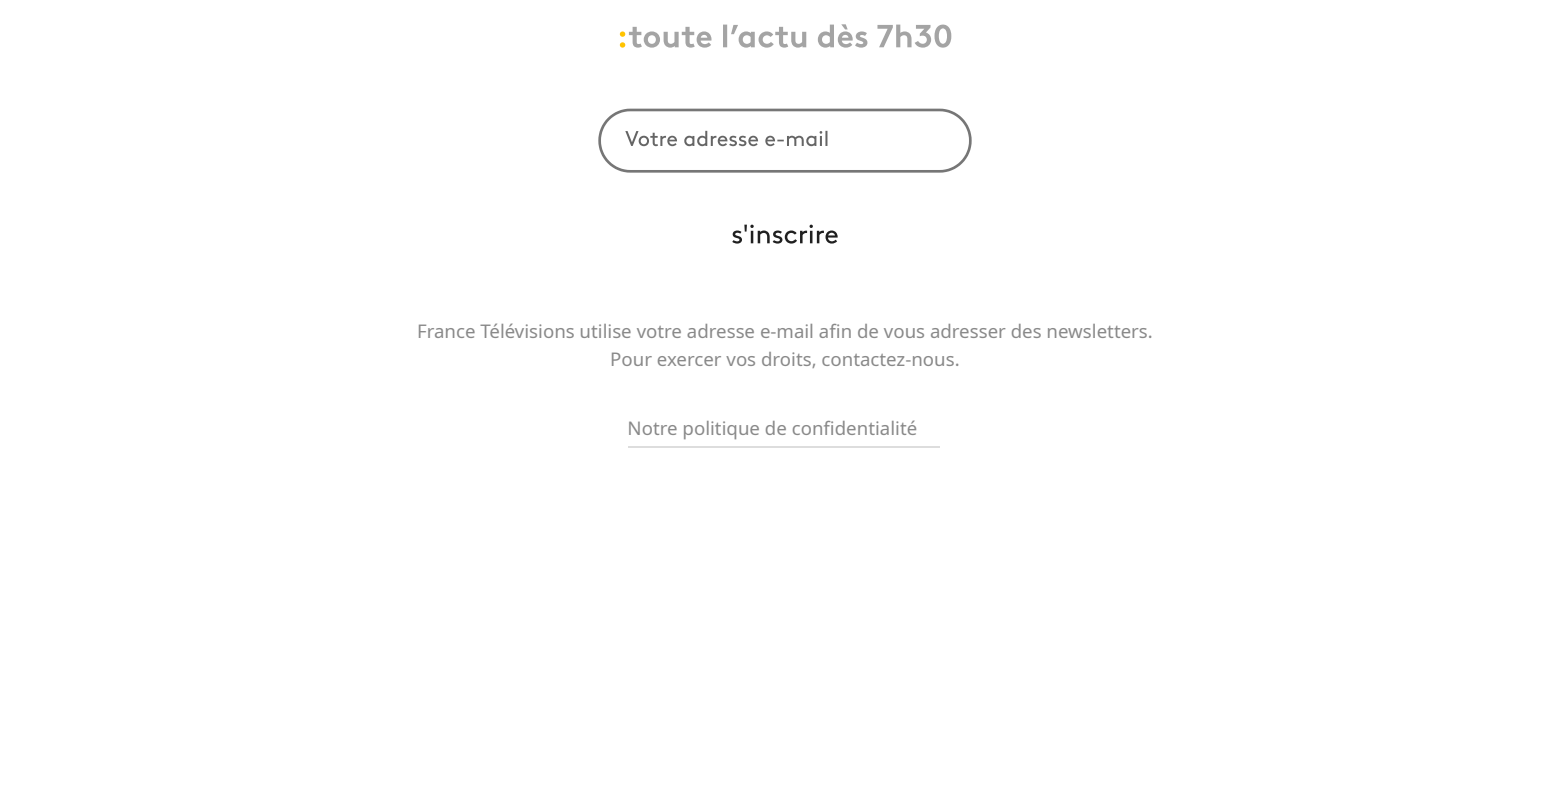 :toute l’actu dès 7h30
Votre adresse e-mail
s'inscrire
France Télévisions utilise votre adresse e-mail afin de vous adresser des newsletters.
Pour exercer vos droits, contactez-nous.
Notre politique de confidentialité